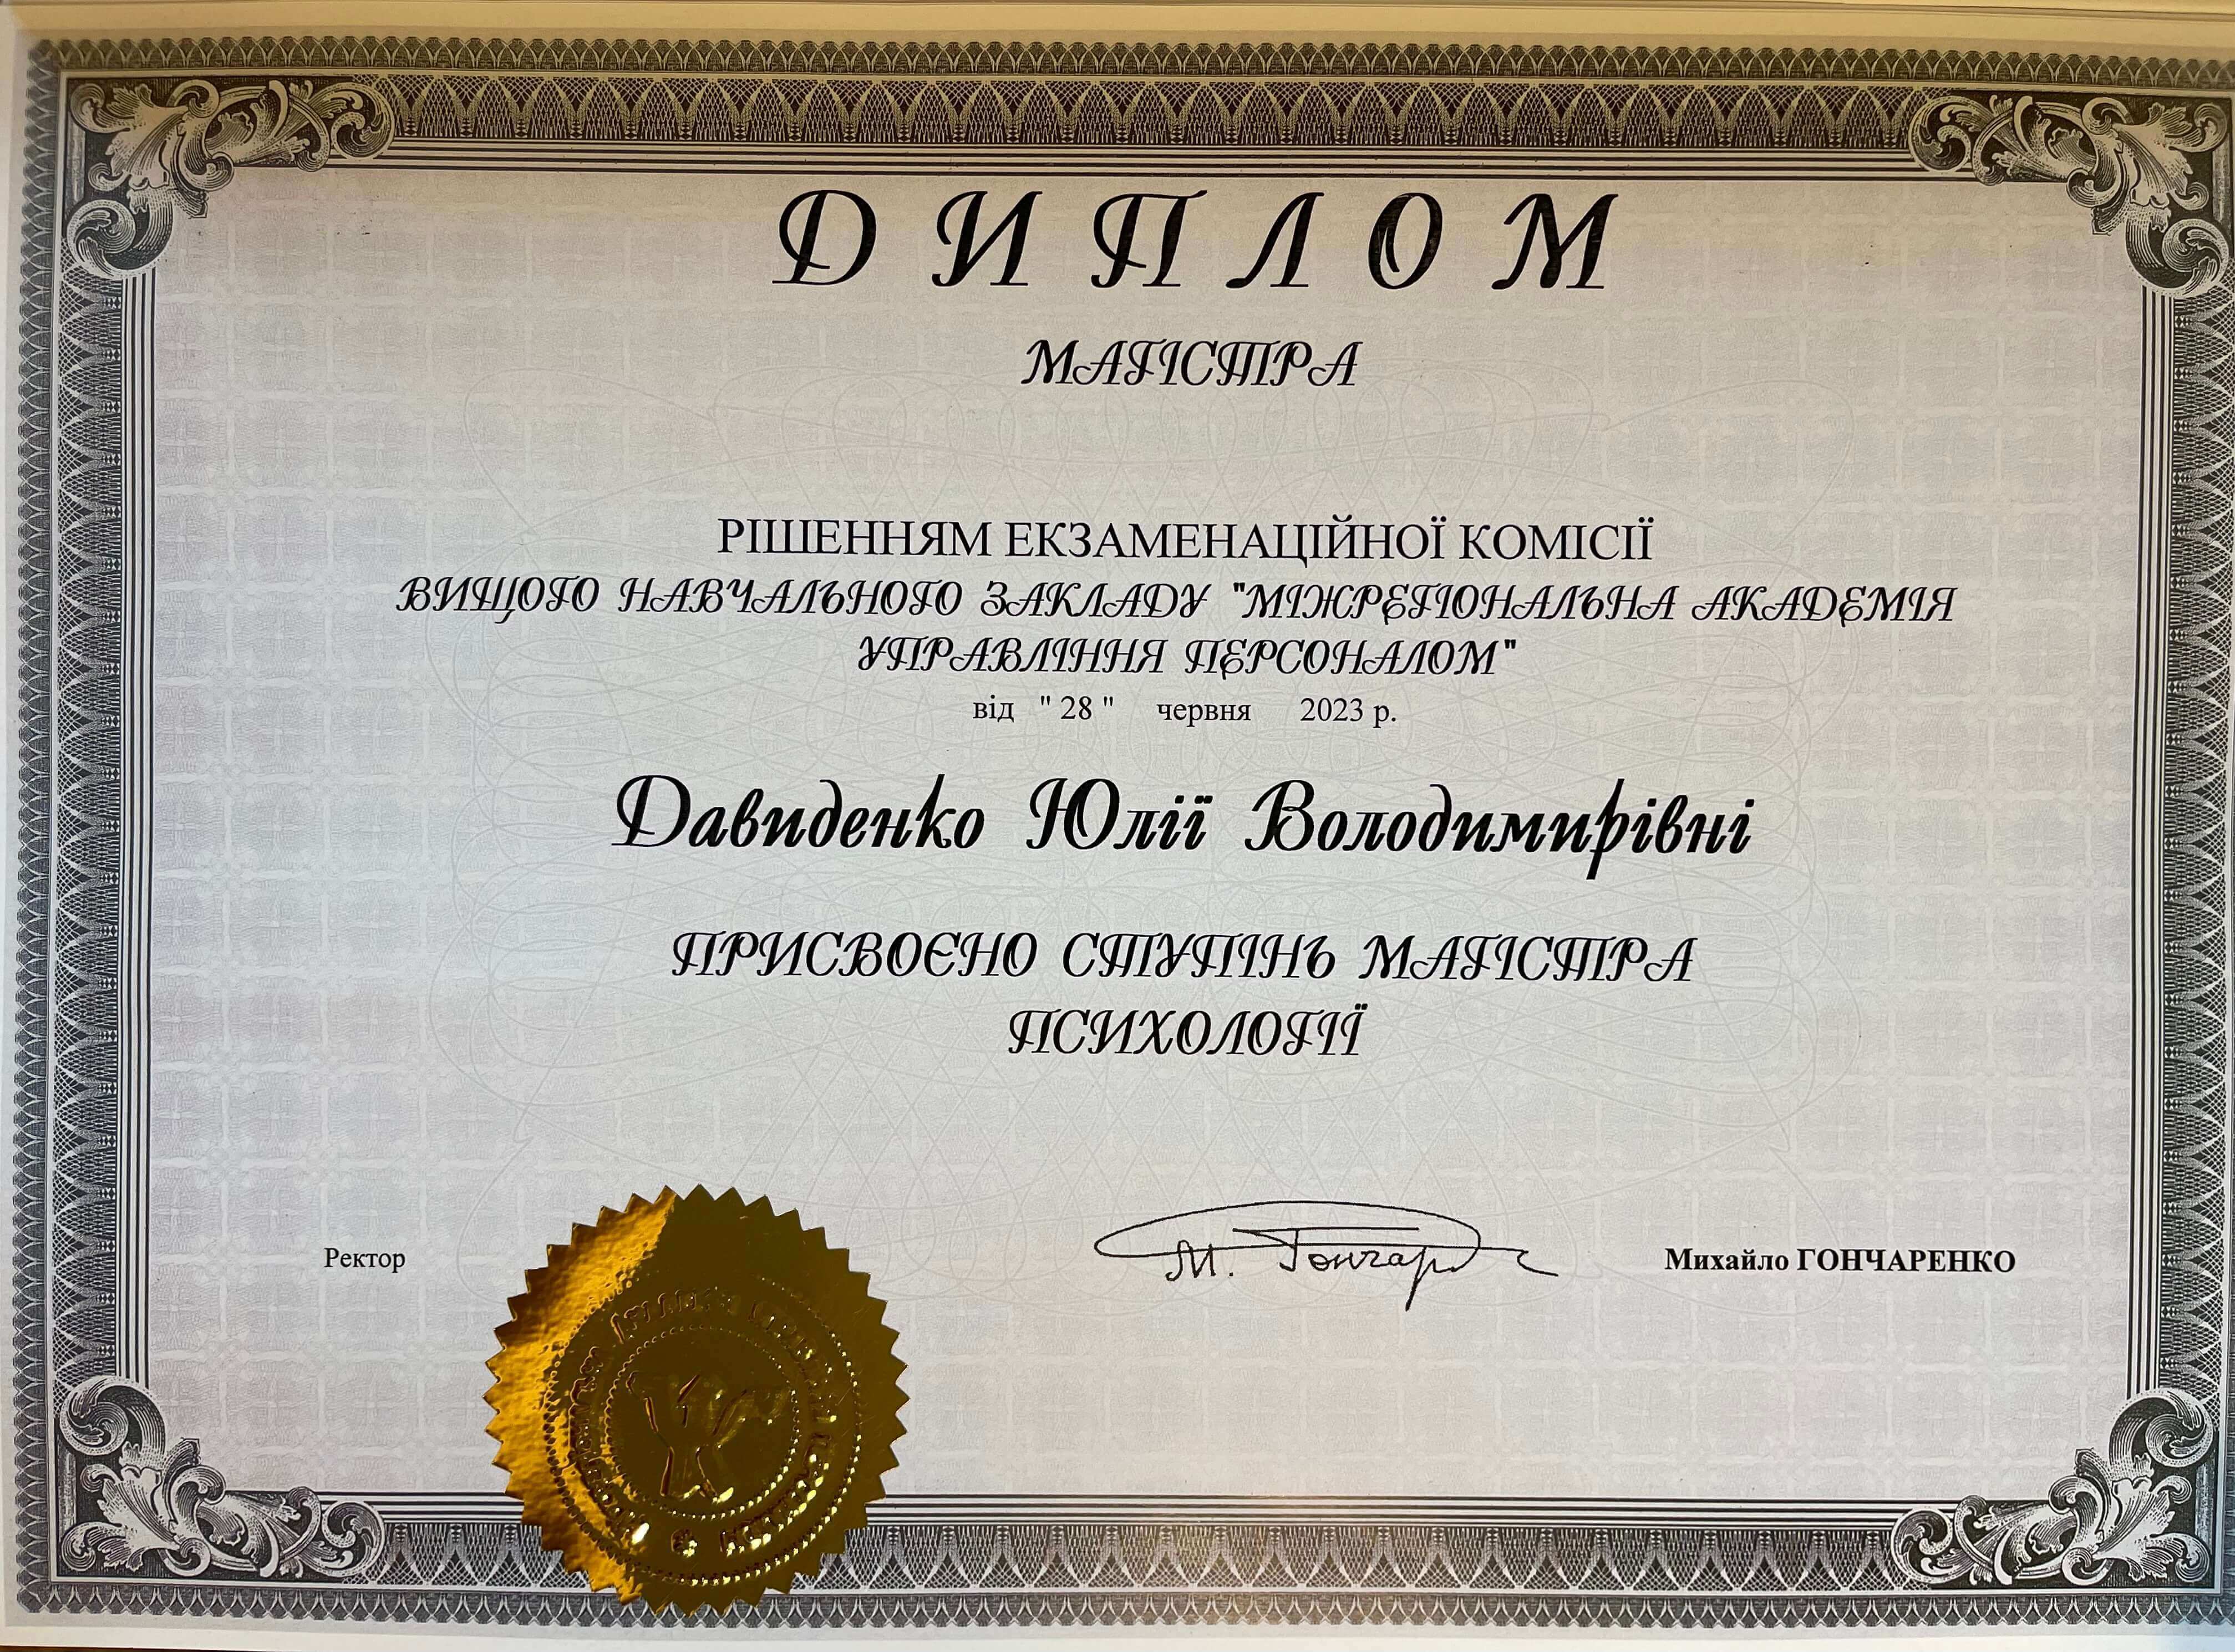 ДИПЛОМ
МАГІСТРА
РІШЕННЯМ ЕКЗАМЕНАЦІЙНОЇ КОМІСІЇ
ВИЩОГО НАВЧАЛЬНОГО ЗАКЛАДУ "МІЖРЕГІОНАЛЬНА АКАДЕМІЯ
УПРАВЛІННЯ ПЕРСОНАЛОМ"
від " 28 " червня 2023 р.
Давиденко Юлії Володимирівні
ПРИСВОЄНО СТУПІНЬ МАГІСТРА
ПСИХОЛОГІЇ
Ректор
М. Гончар
Михайло ГОНЧАРЕНКО